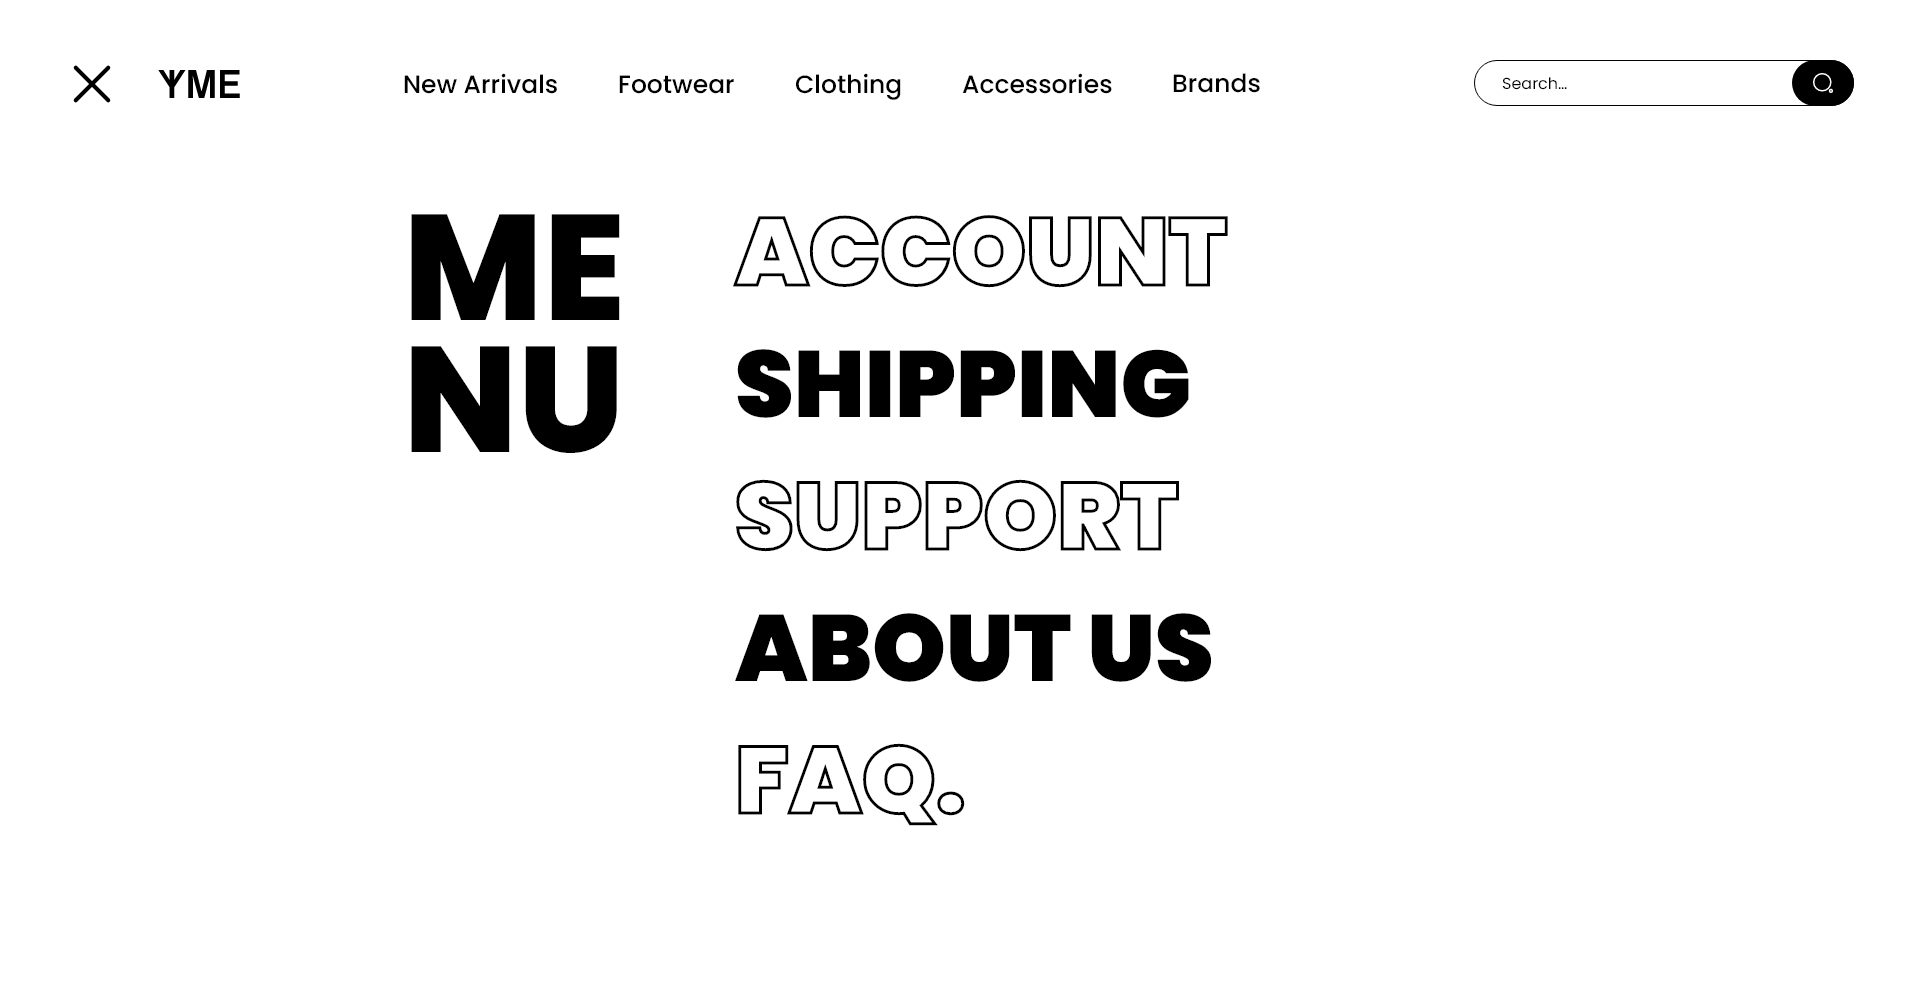 YME
New Arrivals
Footwear
Clothing
Accessories
Brands
Search...
ME
NU
ACCOUNT
SHIPPING
SUPPORT
ABOUT US
FAQ.